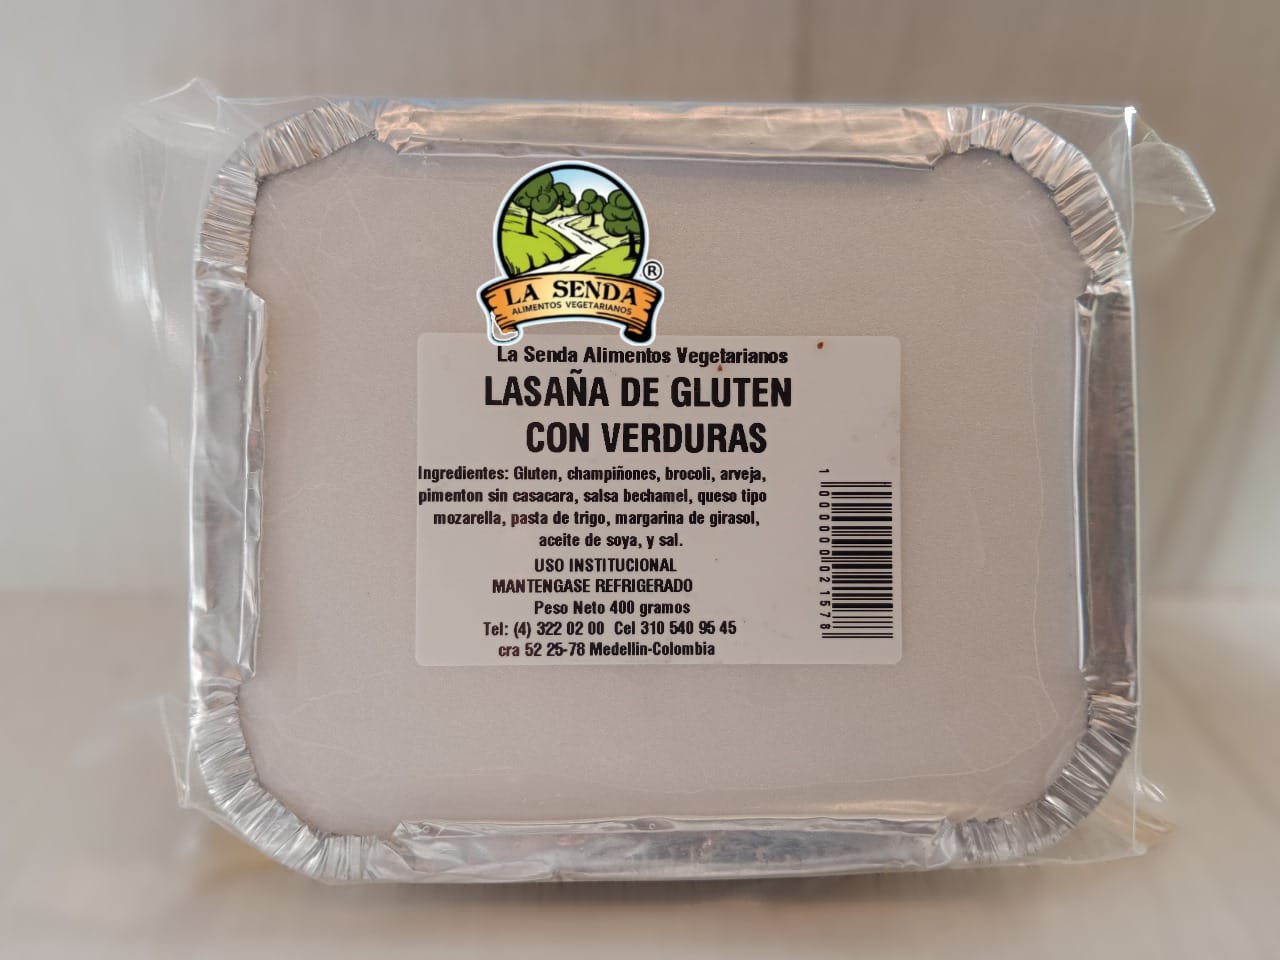 LA SENDA
ALIMENTOS VEGETARIANOS
®
La Senda Alimentos Vegetarianos
LASAÑA DE GLUTEN
CON VERDURAS
Ingredientes: Gluten, champiñones, brocoli, arveja,
pimenton sin casacara, salsa bechamel, queso tipo
mozarella, pasta de trigo, margarina de girasol,
aceite de soya, y sal.
USO INSTITUCIONAL
MANTENGASE REFRIGERADO
Peso Neto 400 gramos
Tel: (4) 322 02 00 Cel 310 540 95 45
cra 52 25-78 Medellin-Colombia
1 000000 021578